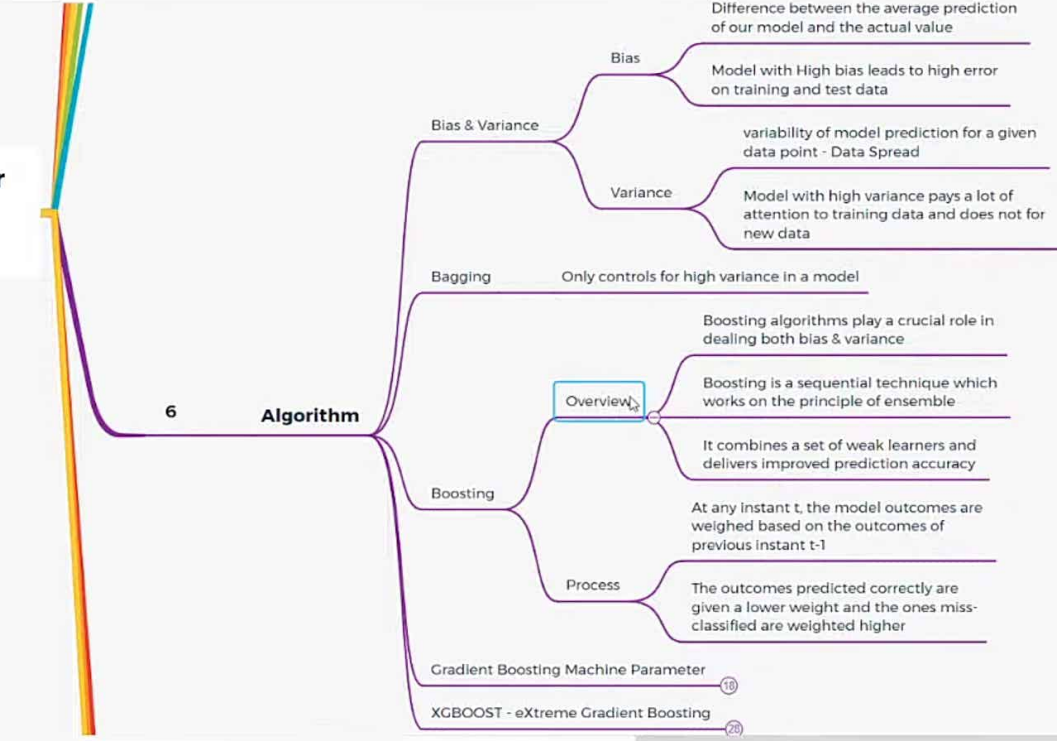 Difference between the average prediction
of our model and the actual value
Bias
Model with High bias leads to high error
on training and test data
Bias & Variance
variability of model prediction for a given
data point - Data Spread
r
Variance
Model with high variance pays a lot of
attention to training data and does not for
new data
Bagging
Only controls for high variance in a model
Boosting algorithms play a crucial role in
dealing both bias & variance
Overview
Boosting is a sequential technique which
works on the principle of ensemble
6
Algorithm
It combines a set of weak learners and
delivers improved prediction accuracy
Boosting
At any instant t, the model outcomes are
weighed based on the outcomes of
previous instant t-1
Process
The outcomes predicted correctly are
given a lower weight and the ones miss-
classified are weighted higher
Gradient Boosting Machine Parameter
18
XGBOOST - eXtreme Gradient Boosting
28